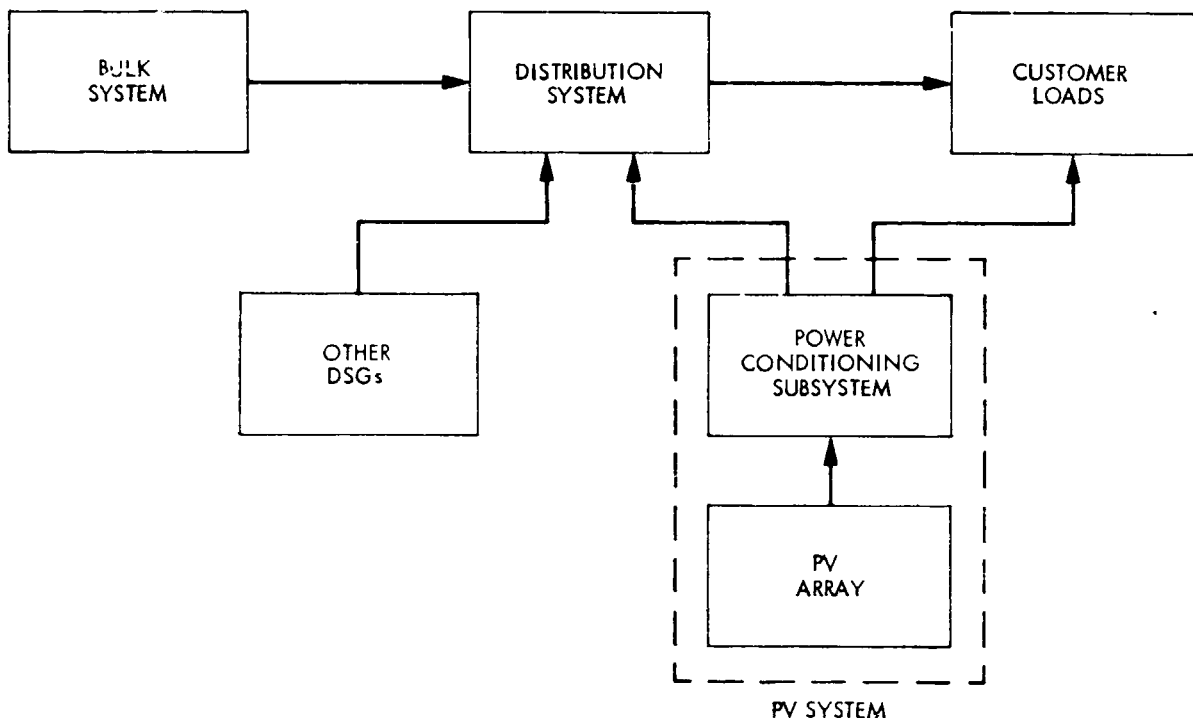 BULK
SYSTEM
DISTRIBUTION
SYSTEM
CUSTOMER
LOADS
OTHER
DSGs
POWER
CONDITIONING
SUBSYSTEM
PV
ARRAY
PV SYSTEM